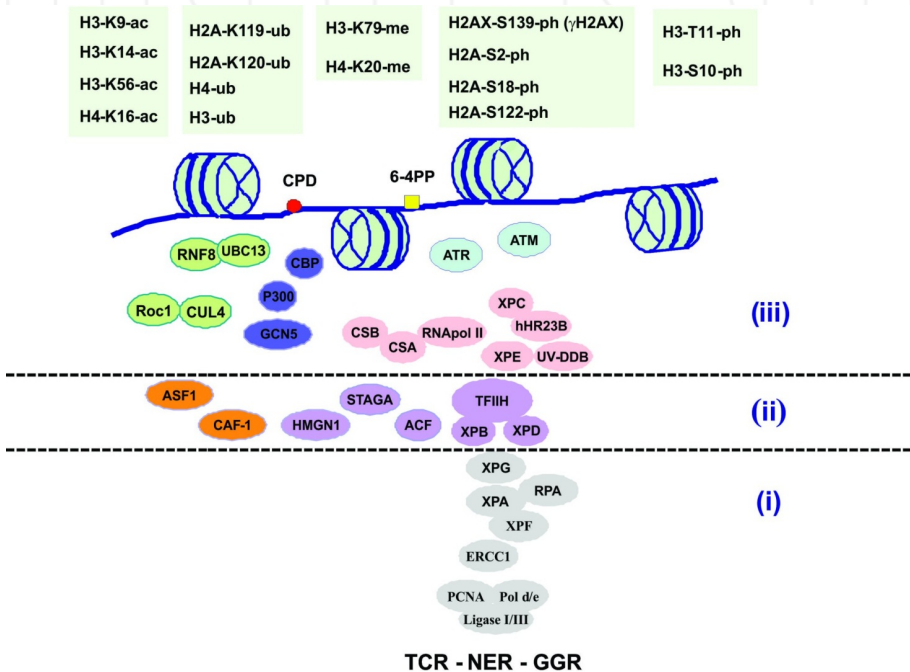 H3-K9-ac
H3-K14-ac
H3-K56-ac
H4-K16-ac
H2A-K119-ub
H2A-K120-ub
H4-ub
H3-ub
H3-K79-me
H4-K20-me
H2AX-S139-ph (γH2AX)
H2A-S2-ph
H2A-S18-ph
H2A-S122-ph
H3-T11-ph
H3-S10-ph
CPD
6-4PP
RNF8
UBC13
CBP
ATR
ATM
Roc1
CUL4
P300
GCN5
CSB
CSA
RNApol II
XPC
hHR23B
XPE
UV-DDB
(iii)
ASF1
CAF-1
HMGN1
STAGA
ACF
TFIIH
XPB
XPD
(ii)
XPG
XPA
RPA
XPF
ERCC1
PCNA
Pol d/e
Ligase I/III
(i)
TCR - NER - GGR